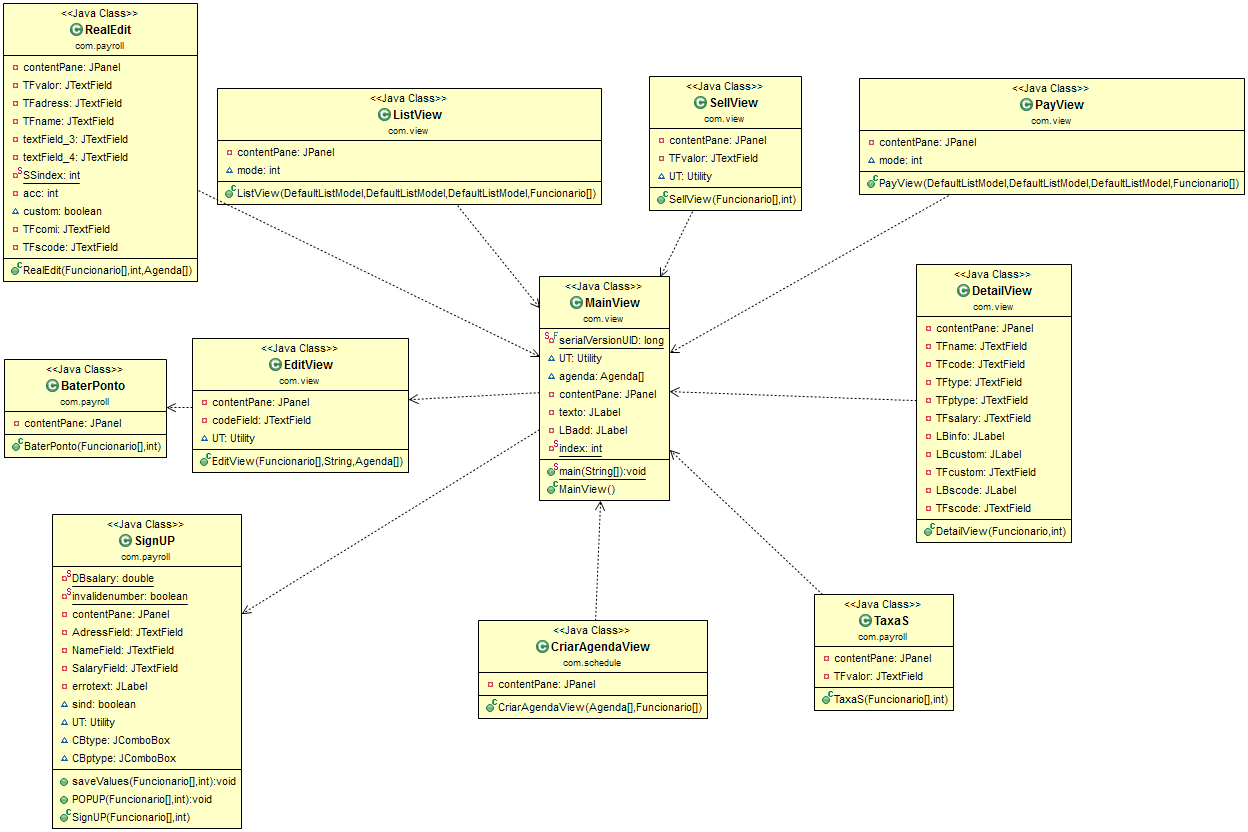 <<Java Class>>
RealEdit
com.payroll
contentPane: JPanel
TFvalor: JTextField
TFadress: JTextField
TFname: JTextField
textField_3: JTextField
textField_4: JTextField
SSindex: int
acc: int
custom: boolean
TFcomi: JTextField
TFscode: JTextField
RealEdit(Funcionario[],int,Agenda[])
<<Java Class>>
ListView
com.view
contentPane: JPanel
mode: int
ListView(DefaultListModel,DefaultListModel,DefaultListModel,Funcionario[])
<<Java Class>>
SellView
com.view
contentPane: JPanel
TFvalor: JTextField
UT: Utility
SellView(Funcionario[],int)
<<Java Class>>
PayView
com.view
contentPane: JPanel
mode: int
PayView(DefaultListModel,DefaultListModel,DefaultListModel,Funcionario[])
<<Java Class>>
MainView
com.view
serialVersionUID: long
UT: Utility
agenda: Agenda[]
contentPane: JPanel
texto: JLabel
LBadd: JLabel
index: int
main(String[]):void
MainView()
<<Java Class>>
DetailView
com.view
contentPane: JPanel
TFname: JTextField
TFcode: JTextField
TFtype: JTextField
TFptype: JTextField
TFsalary: JTextField
LBinfo: JLabel
LBcustom: JLabel
TFcustom: JTextField
LBscode: JLabel
TFscode: JTextField
DetailView(Funcionario,int)
<<Java Class>>
BaterPonto
com.payroll
contentPane: JPanel
BaterPonto(Funcionario[],int)
<<Java Class>>
EditView
com.view
contentPane: JPanel
codeField: JTextField
UT: Utility
EditView(Funcionario[],String,Agenda[])
<<Java Class>>
SignUP
com.payroll
DBsalary: double
invalidenumber: boolean
contentPane: JPanel
AdressField: JTextField
NameField: JTextField
SalaryField: JTextField
errotext: JLabel
sind: boolean
UT: Utility
CBtype: JComboBox
CBptype: JComboBox
saveValues(Funcionario[],int):void
POPUP(Funcionario[],int):void
SignUP(Funcionario[],int)
<<Java Class>>
CriarAgendaView
com.schedule
contentPane: JPanel
CriarAgendaView(Agenda[],Funcionario[])
<<Java Class>>
TaxaS
com.payroll
contentPane: JPanel
TFvalor: JTextField
TaxaS(Funcionario[],int)